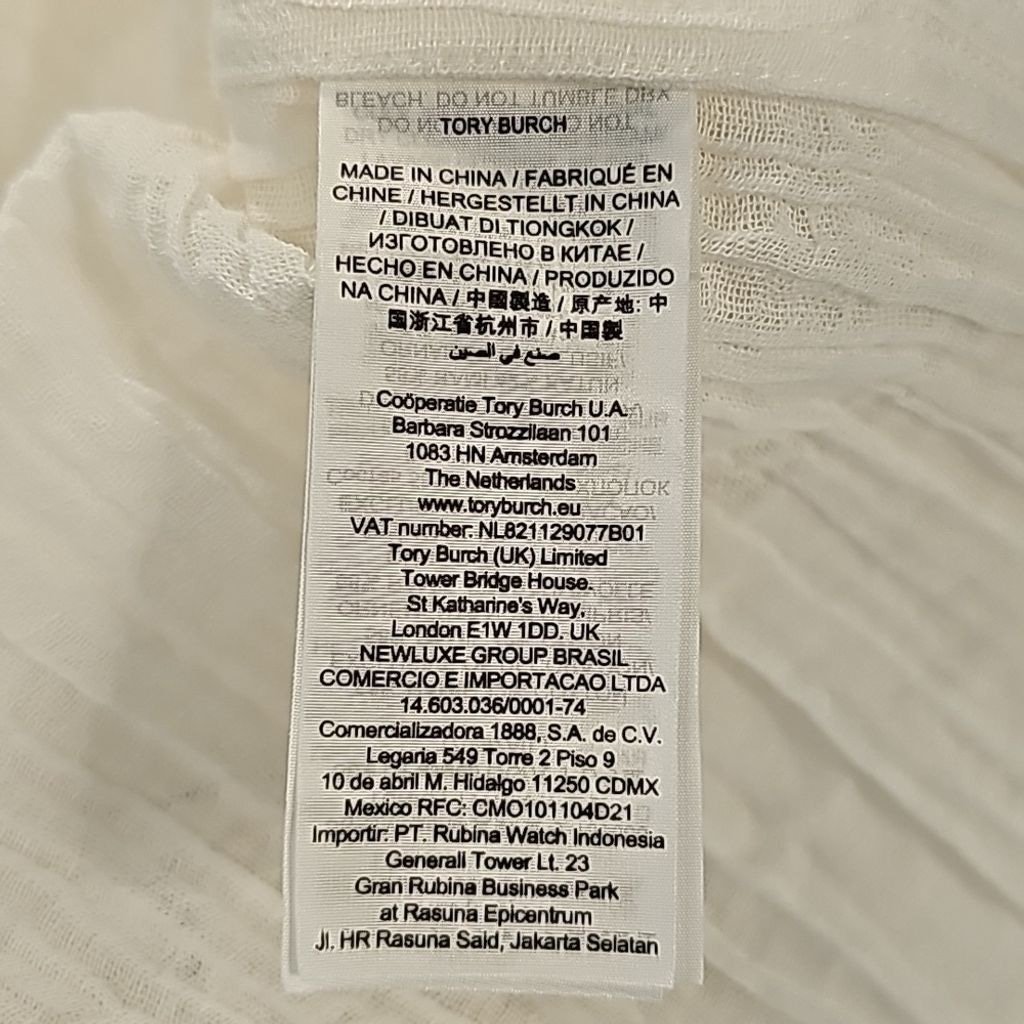 TORY BURCH
MADE IN CHINA / FABRIQUÉ EN
CHINE / HERGESTELLT IN CHINA
/ DIBUAT DI TIONGKOK /
ИЗГОТОВЛЕНО В КИТАЕ /
HECHO EN CHINA / PRODUZIDO
NA CHINA / 中國製造 / 原产地: 中
国浙江省杭州市 / 中国製
صنع في الصين
Coöperatie Tory Burch U.A.
Barbara Strozzilaan 101
1083 HN Amsterdam
The Netherlands
www.toryburch.eu
VAT number: NL821129077B01
Tory Burch (UK) Limited
Tower Bridge House.
St Katharine's Way,
London E1W 1DD. UK
NEWLUXE GROUP BRASIL
COMERCIO E IMPORTACAO LTDA
14.603.036/0001-74
Comercializadora 1888, S.A. de C.V.
Legaria 549 Torre 2 Piso 9
10 de abril M. Hidalgo 11250 CDMX
Mexico RFC: CMO101104D21
Importir: PT. Rubina Watch Indonesia
Generali Tower Lt. 23
Gran Rubina Business Park
at Rasuna Epicentrum
Jl. HR Rasuna Said, Jakarta Selatan